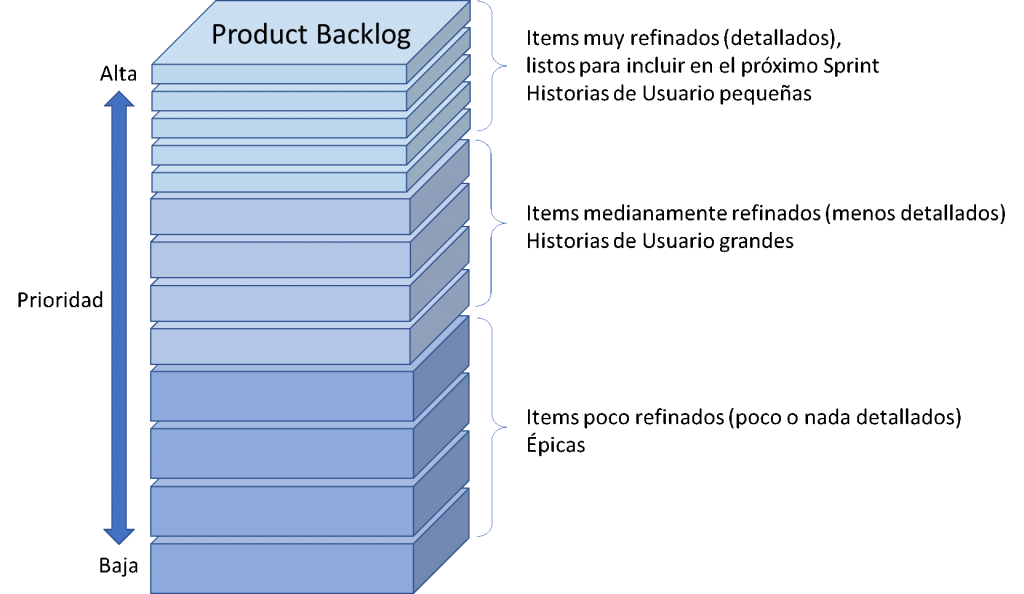 Product Backlog
Items muy refinados (detallados),
listos para incluir en el próximo Sprint
Historias de Usuario pequeñas
Alta
Items medianamente refinados (menos detallados)
Historias de Usuario grandes
Prioridad
Items poco refinados (poco o nada detallados)
Épicas
Baja